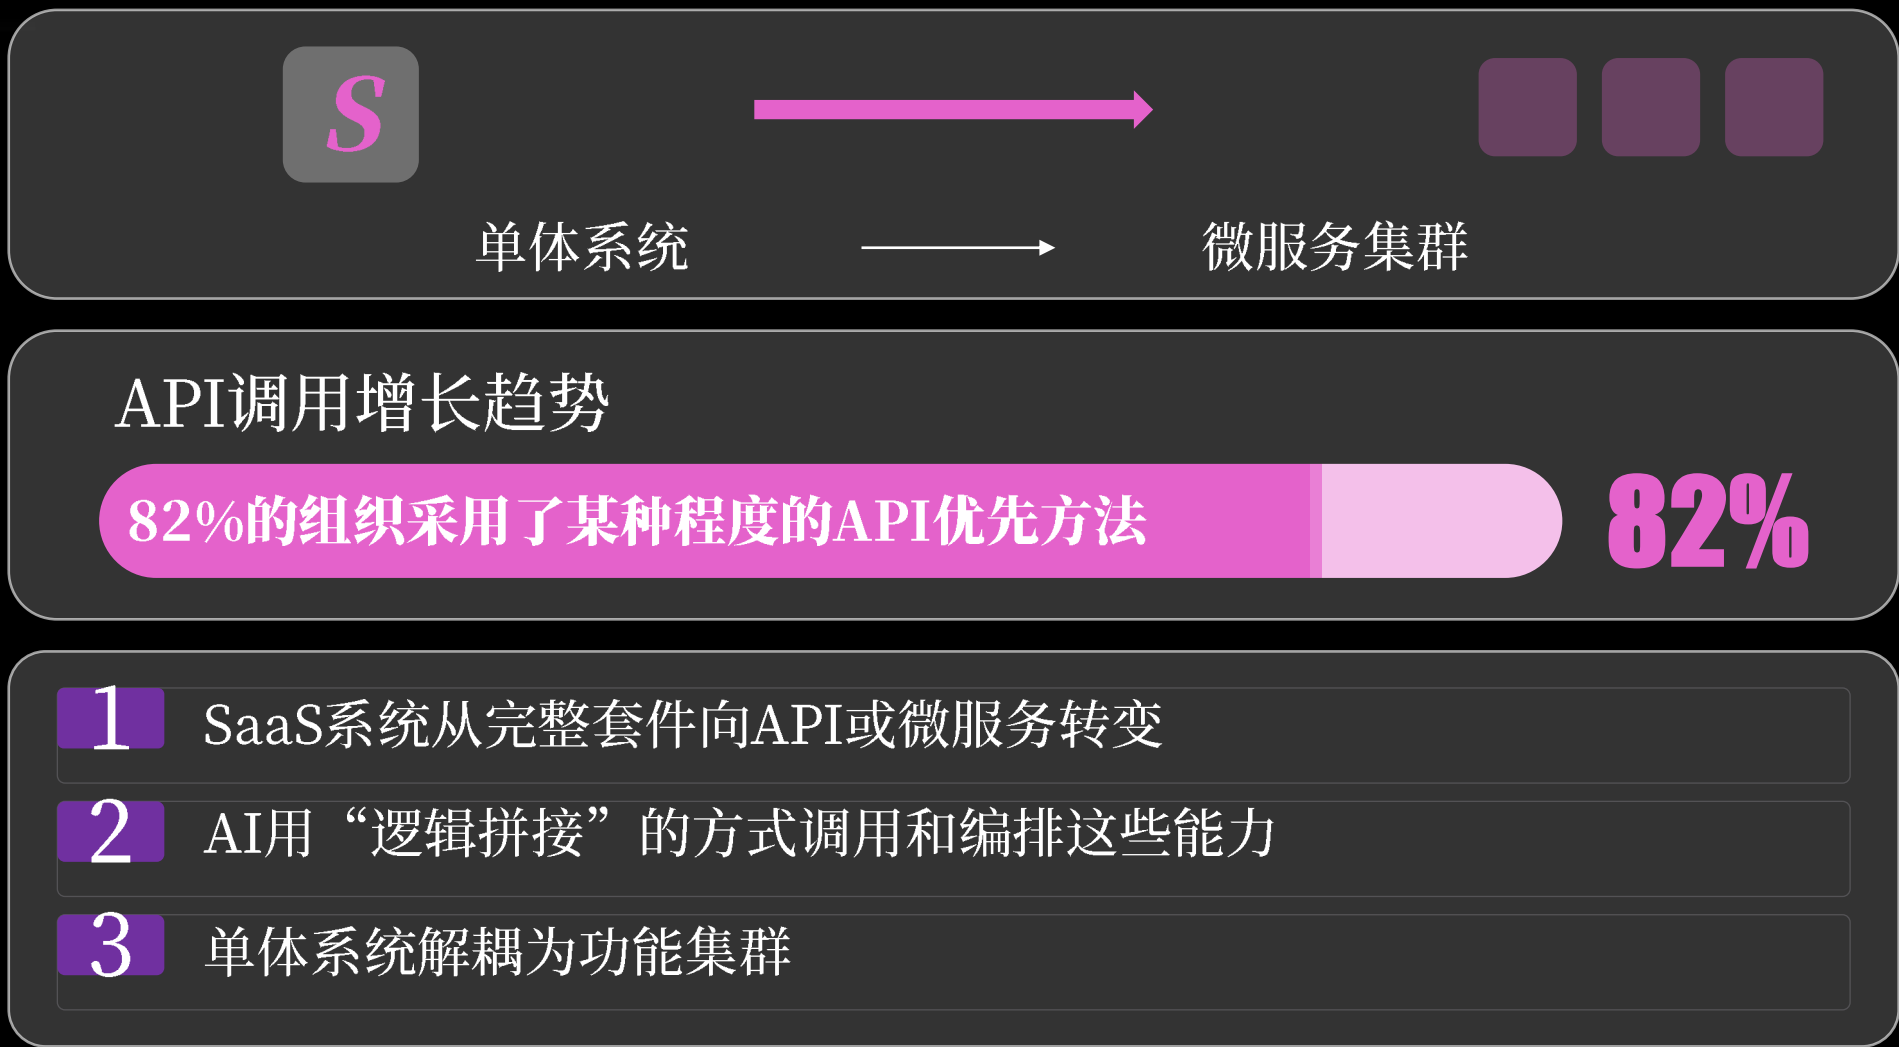 S
单体系统
微服务集群
API调用增长趋势
82%的组织采用了某种程度的API优先方法
82%
1 SaaS系统从完整套件向API或微服务转变
2 AI用“逻辑拼接”的方式调用和编排这些能力
3 单体系统解耦为功能集群